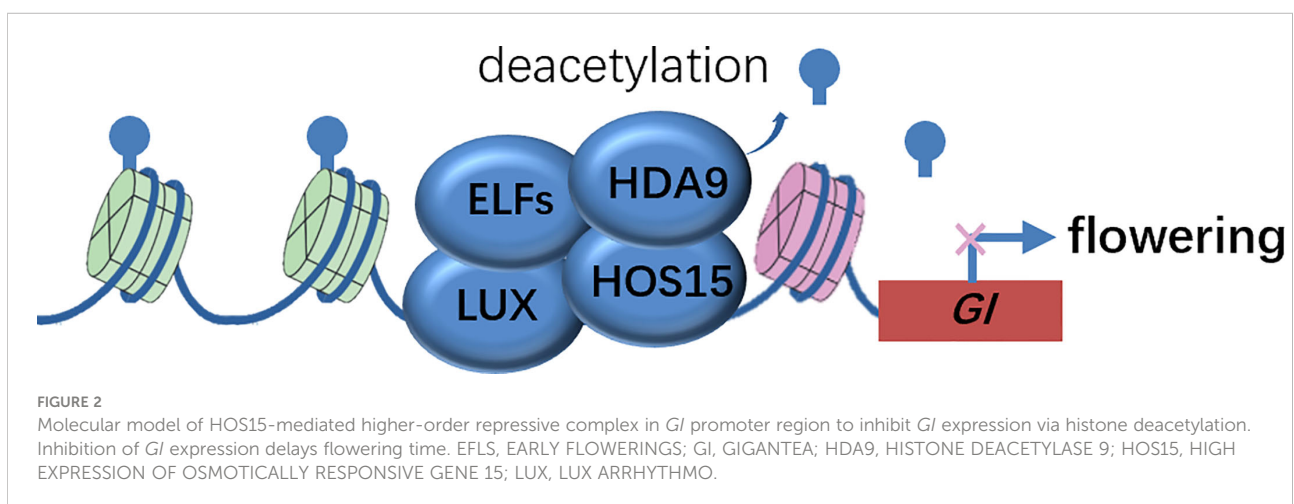 deacetylation
ELFs
HDA9
LUX
HOS15
flowering
GI
FIGURE 2
Molecular model of HOS15-mediated higher-order repressive complex in GI promoter region to inhibit GI expression via histone deacetylation.
Inhibition of GI expression delays flowering time. EFLS, EARLY FLOWERINGS; GI, GIGANTEA; HDA9, HISTONE DEACETYLASE 9; HOS15, HIGH
EXPRESSION OF OSMOTICALLY RESPONSIVE GENE 15; LUX, LUX ARRHYTHMO.